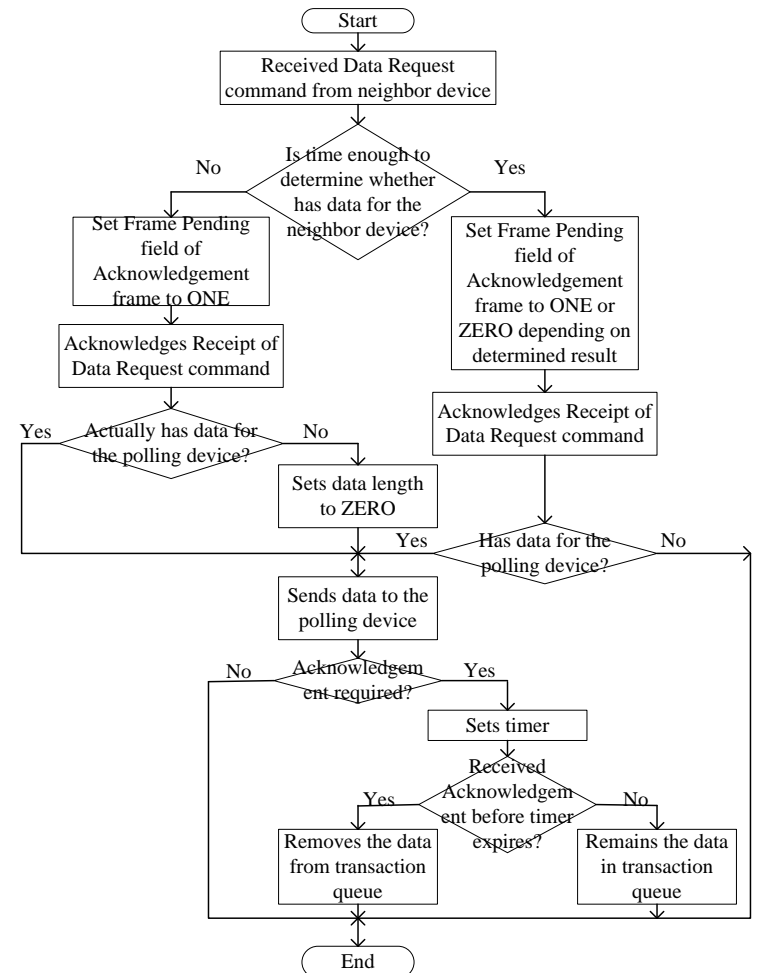 Start
Received Data Request
command from neighbor device
Is time enough to
determine whether
has data for the
neighbor device?
No
Yes
Set Frame Pending
field of
Acknowledgement
frame to ONE
Set Frame Pending
field of
Acknowledgement
frame to ONE or
ZERO depending on
determined result
Acknowledges Receipt of
Data Request command
Acknowledges Receipt of
Data Request command
Yes
Actually has data for
the polling device?
No
Sets data length
to ZERO
Yes
Has data for the
polling device?
No
Sends data to the
polling device
No
Acknowledgem
ent required?
Yes
Sets timer
Received
Acknowledgem
ent before timer
expires?
Yes
No
Removes the data
from transaction
queue
Remains the data
in transaction
queue
End